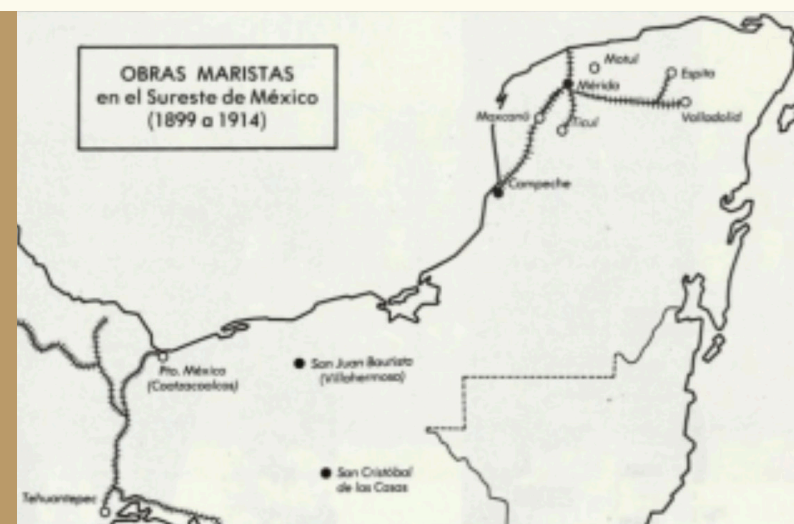 OBRAS MARISTAS
en el Sureste de México
(1899 a 1914)
Motul
Espita
Mérida
Maxcanú
Ticul
Valladolid
Campeche
Pto. México
(Coatzacoalcos)
San Juan Bautista
(Villahermosa)
San Cristóbal
de las Casas
Tehuantepec